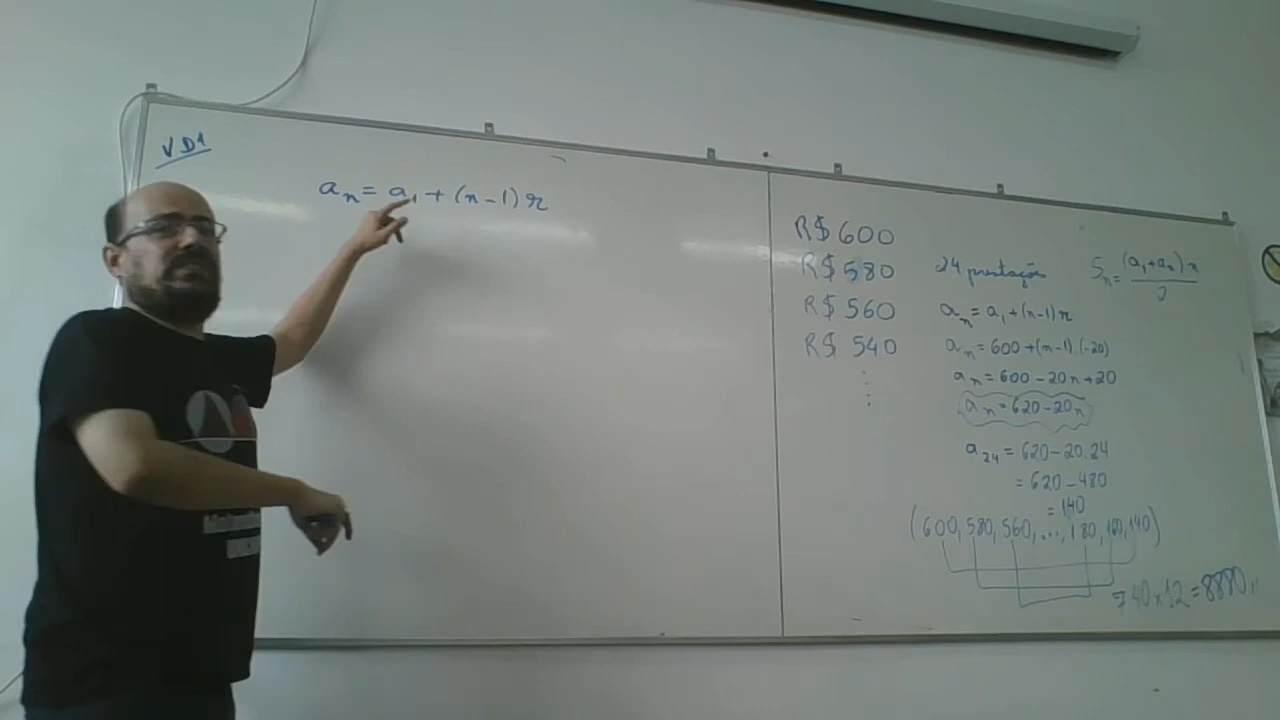 VD1
aₙ = a₁ + (n-1)r
R$600
R$580
R$560
R$540
⋮
24 prestações
Sₙ = (a₁+aₙ).n / 2
aₙ = a₁+(n-1)r
aₙ = 600+(n-1).(-20)
aₙ = 600-20n+20
aₙ = 620-20n
a₂₄ = 620-20.24
= 620-480
= 140
(600, 580, 560, ..., 180, 160, 140)
740x12 = 8880,